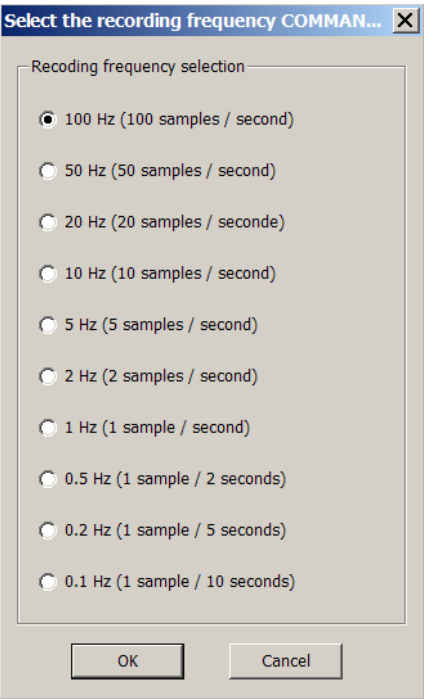 Select the recording frequency COMMAN...
Recoding frequency selection
100 Hz (100 samples / second)
50 Hz (50 samples / second)
20 Hz (20 samples / seconde)
10 Hz (10 samples / second)
5 Hz (5 samples / second)
2 Hz (2 samples / second)
1 Hz (1 sample / second)
0.5 Hz (1 sample / 2 seconds)
0.2 Hz (1 sample / 5 seconds)
0.1 Hz (1 sample / 10 seconds)
OK Cancel